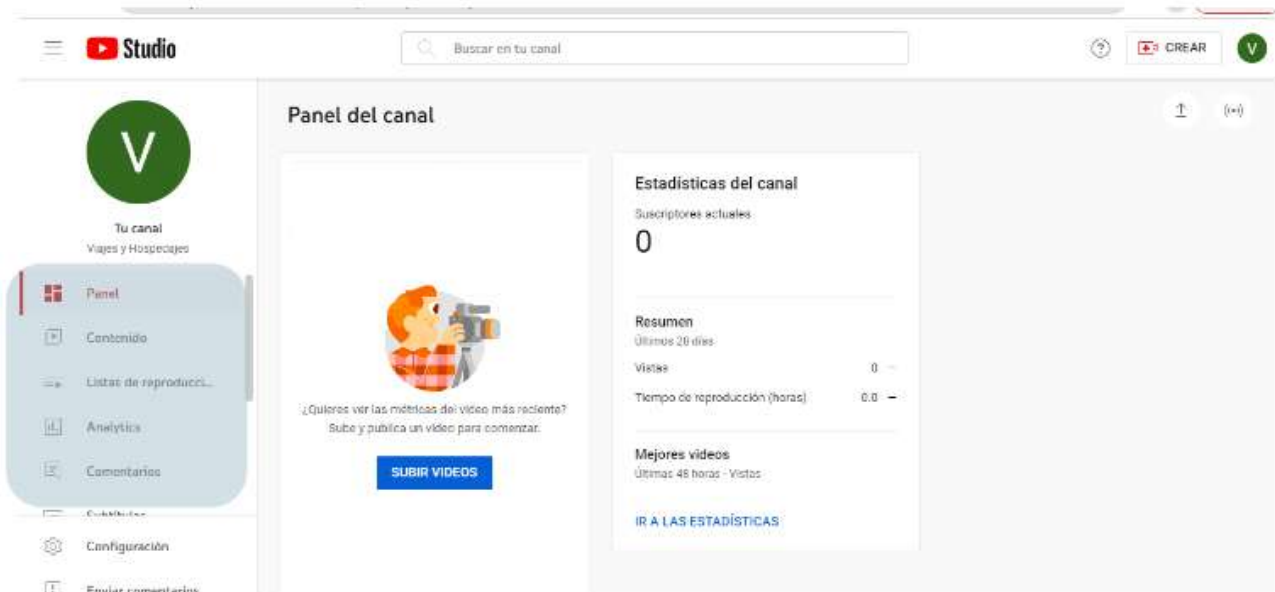 Studio
Buscar en tu canal
CREAR
V
V
Tu canal
Viajes y Hospedajes
Panel
Contenido
Listas de reproducci...
Analytics
Comentarios
Subtítulos
Configuración
Enviar comentarios
Panel del canal
¿Quieres ver las métricas del video más reciente?
Sube y publica un video para comenzar.
SUBIR VIDEOS
Estadísticas del canal
Suscriptores actuales
0
Resumen
Últimos 28 días
Vistas 0 —
Tiempo de reproducción (horas) 0.0 —
Mejores videos
Últimas 48 horas · Vistas
IR A LAS ESTADÍSTICAS